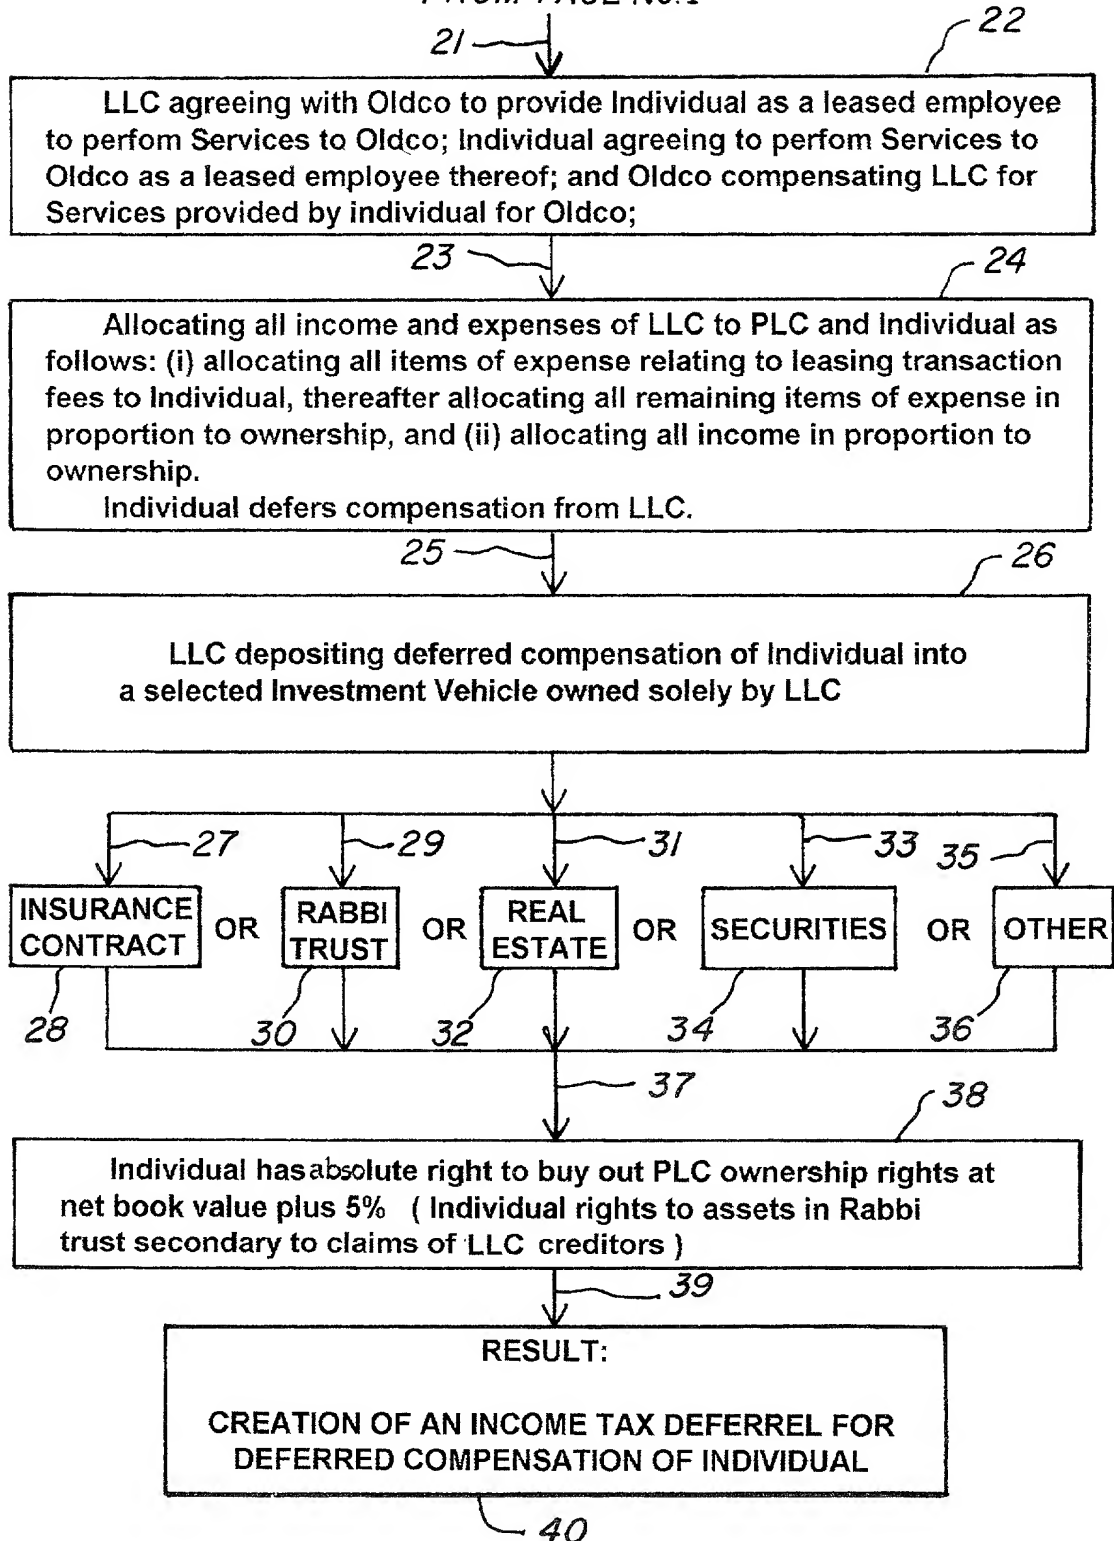 FROM PAGE No.1
21
22
LLC agreeing with Oldco to provide Individual as a leased employee
to perfom Services to Oldco; Individual agreeing to perfom Services to
Oldco as a leased employee thereof; and Oldco compensating LLC for
Services provided by individual for Oldco;
23
24
Allocating all income and expenses of LLC to PLC and Individual as
follows: (i) allocating all items of expense relating to leasing transaction
fees to Individual, thereafter allocating all remaining items of expense in
proportion to ownership, and (ii) allocating all income in proportion to
ownership.
Individual defers compensation from LLC.
25
26
LLC depositing deferred compensation of Individual into
a selected Investment Vehicle owned solely by LLC
27
29
31
33
35
INSURANCE
CONTRACT
OR
RABBI
TRUST
OR
REAL
ESTATE
OR
SECURITIES
OR
OTHER
28
30
32
34
36
37
38
Individual has absolute right to buy out PLC ownership rights at
net book value plus 5% ( Individual rights to assets in Rabbi
trust secondary to claims of LLC creditors )
39
RESULT:
CREATION OF AN INCOME TAX DEFERREL FOR
DEFERRED COMPENSATION OF INDIVIDUAL
40